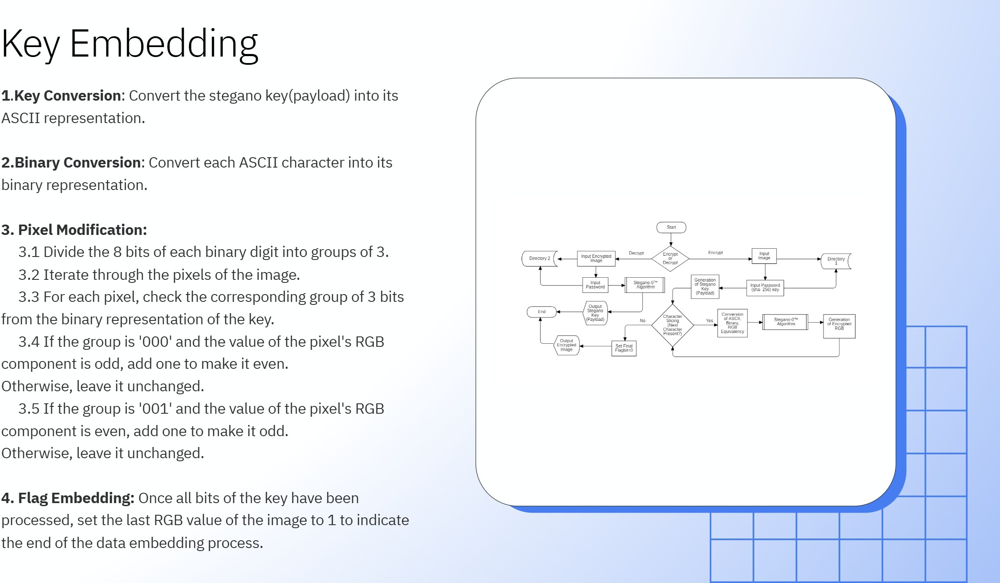 Key Embedding
1.Key Conversion: Convert the stegano key(payload) into its
ASCII representation.
2.Binary Conversion: Convert each ASCII character into its
binary representation.
3. Pixel Modification:
3.1 Divide the 8 bits of each binary digit into groups of 3.
3.2 Iterate through the pixels of the image.
3.3 For each pixel, check the corresponding group of 3 bits
from the binary representation of the key.
3.4 If the group is '000' and the value of the pixel's RGB
component is odd, add one to make it even.
Otherwise, leave it unchanged.
3.5 If the group is '001' and the value of the pixel's RGB
component is even, add one to make it odd.
Otherwise, leave it unchanged.
4. Flag Embedding: Once all bits of the key have been
processed, set the last RGB value of the image to 1 to indicate
the end of the data embedding process.
Start
Encrypt
or
Decrypt
Decrypt
Input Encrypted
Image
Directory 2
Input
Password
Stegano-0™
Algorithm
Output
Stegano
Key
(Payload)
End
Encrypt
Input
Image
Directory
1
Input Password
(sha- 256) key
Generation
of Stegano
Key
(Payload)
Character
Slicing
(Next
Character
Present?)
Yes
Conversion
of ASCII,
Binary,
RGB
Equivalency
Stegano-0™
Algorithm
Generation
of Encrypted
RGB
No
Set Final
Flagbit=0
Output
Encrypted
Image